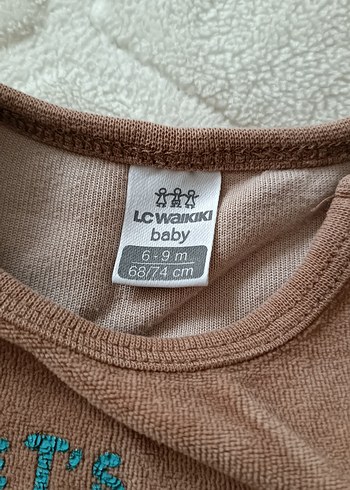 LC WAIKIKI
baby
6 - 9 m
68/74 cm
T'S